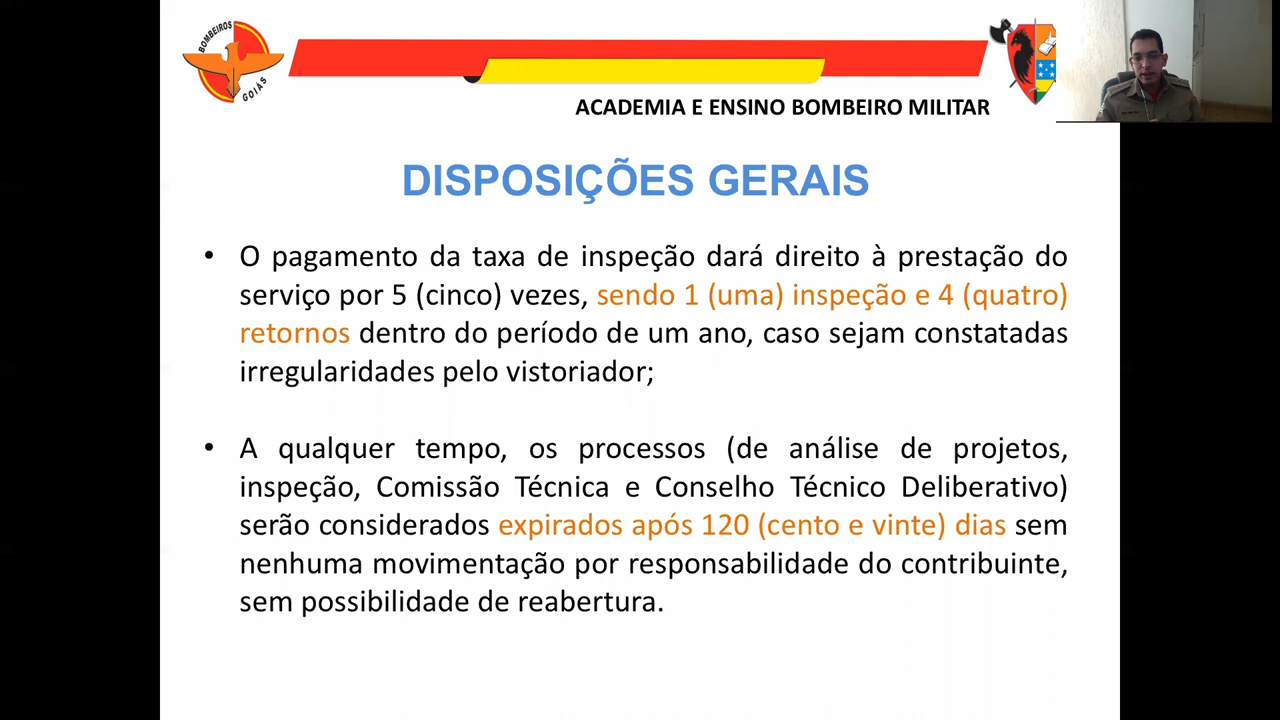 BOMBEIROS
GOIÁS
ACADEMIA E ENSINO BOMBEIRO MILITAR
DISPOSIÇÕES GERAIS
• O pagamento da taxa de inspeção dará direito à prestação do
serviço por 5 (cinco) vezes, sendo 1 (uma) inspeção e 4 (quatro)
retornos dentro do período de um ano, caso sejam constatadas
irregularidades pelo vistoriador;
• A qualquer tempo, os processos (de análise de projetos,
inspeção, Comissão Técnica e Conselho Técnico Deliberativo)
serão considerados expirados após 120 (cento e vinte) dias sem
nenhuma movimentação por responsabilidade do contribuinte,
sem possibilidade de reabertura.